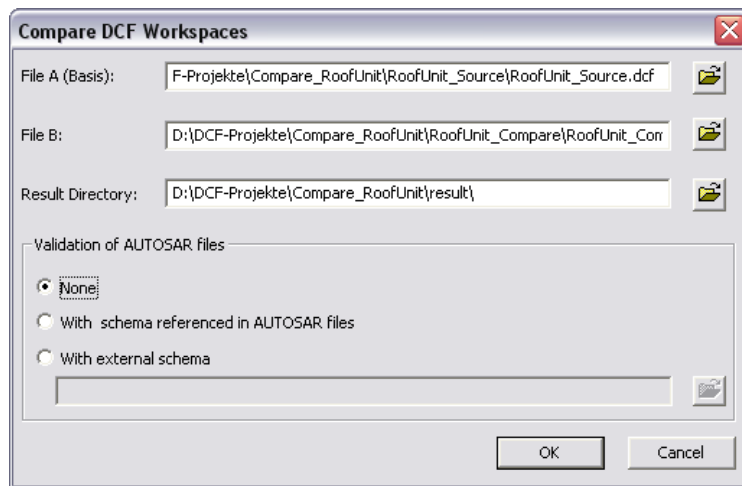 Compare DCF Workspaces
File A (Basis): F-Projekte\Compare_RoofUnit\RoofUnit_Source\RoofUnit_Source.dcf
File B: D:\DCF-Projekte\Compare_RoofUnit\RoofUnit_Compare\RoofUnit_Com
Result Directory: D:\DCF-Projekte\Compare_RoofUnit\result\
Validation of AUTOSAR files
None
With schema referenced in AUTOSAR files
With external schema
OK Cancel